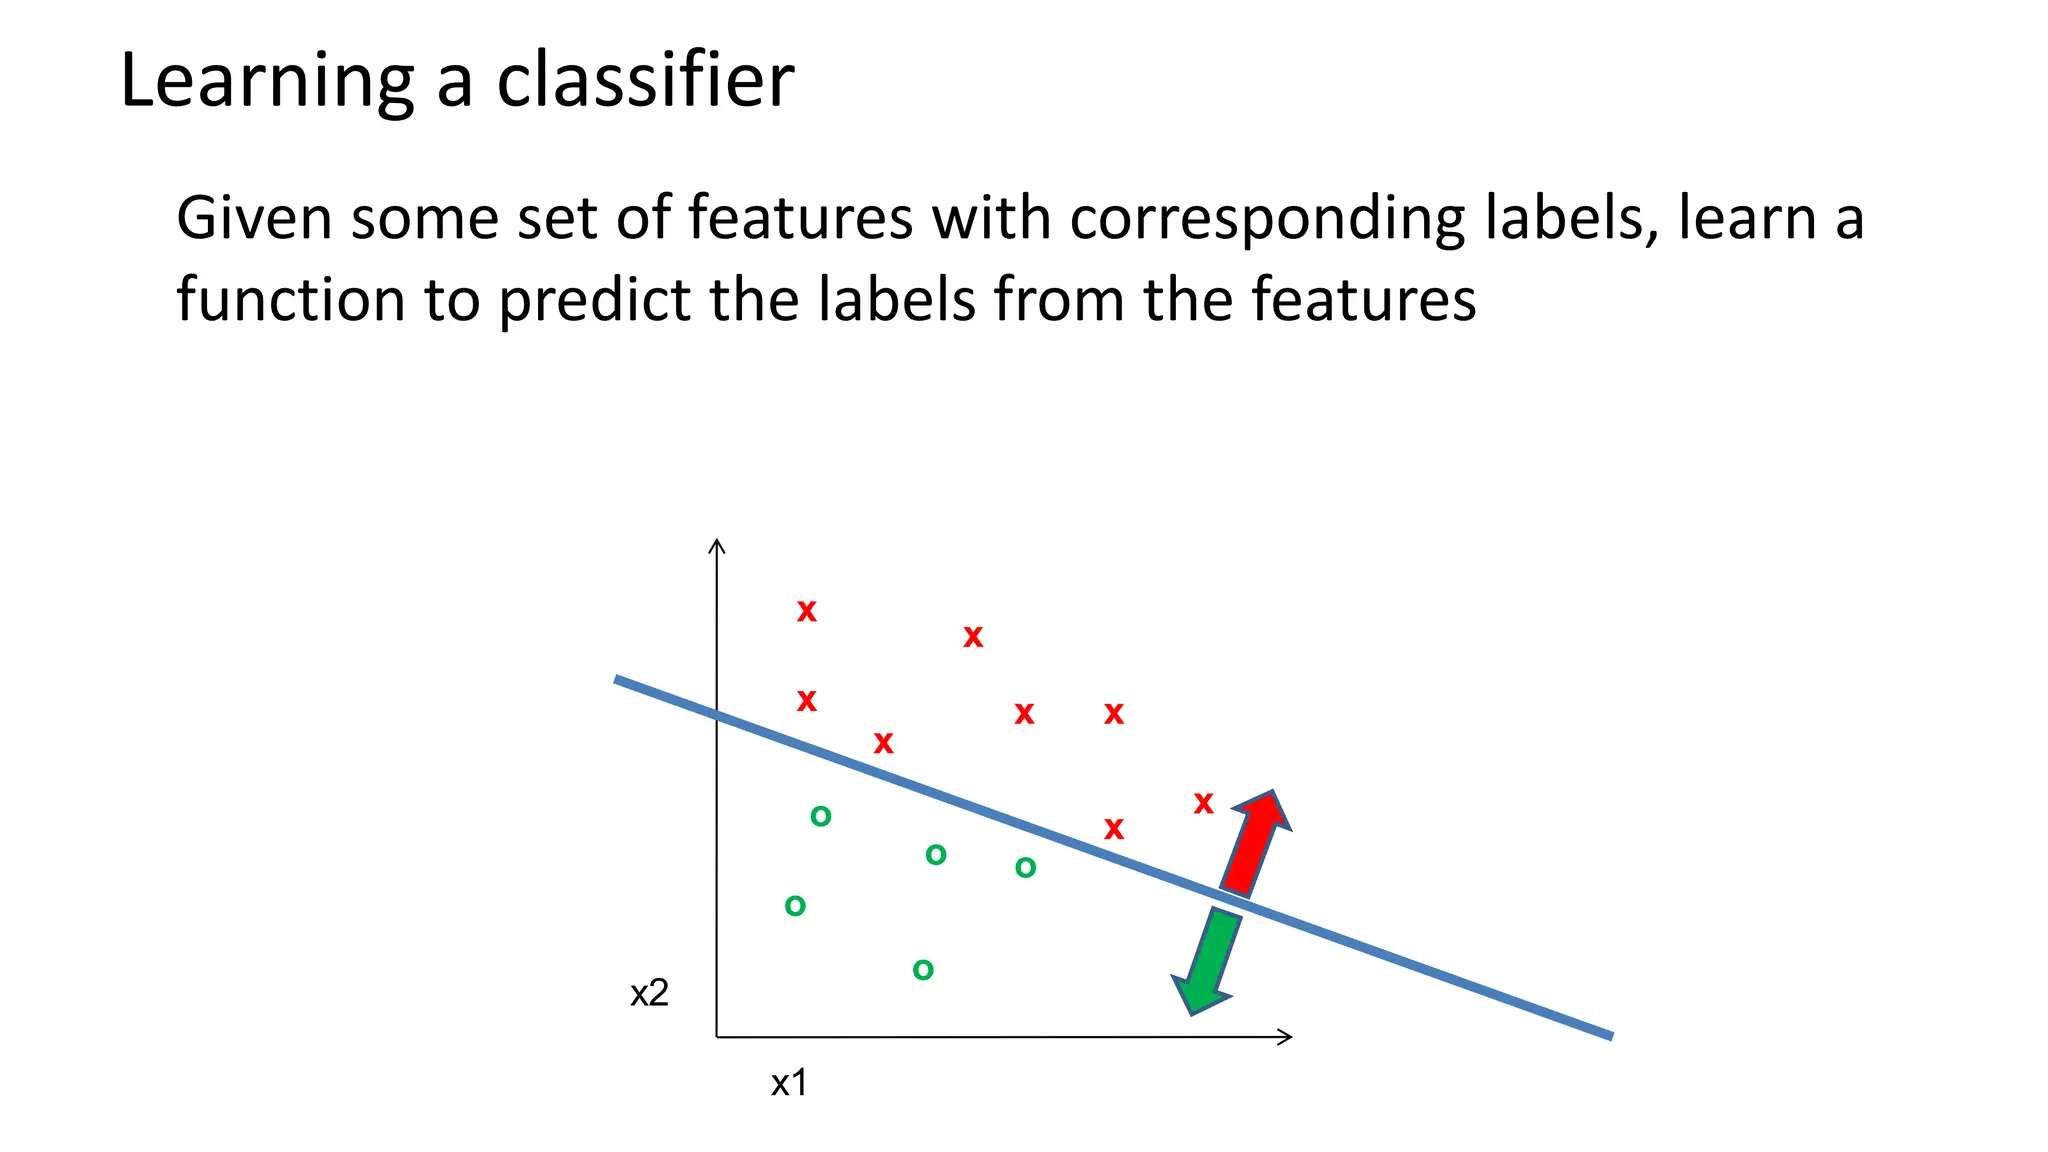 Learning a classifier
Given some set of features with corresponding labels, learn a
function to predict the labels from the features
x
x
x
x
x
x
x
x
o
o
o
o
o
x2
x1